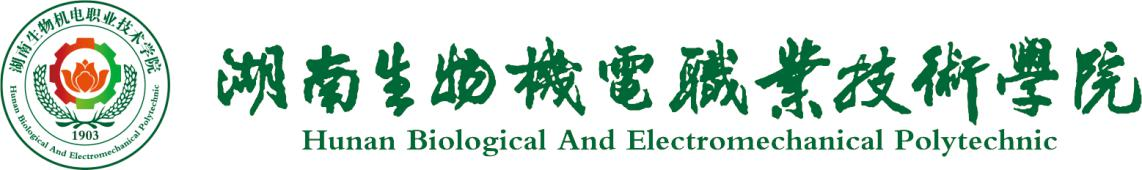 湖南生物机电职业技术学院
1903
Hunan Biological And Electromechanical Polytechnic
湖南生物機電職業技術學院
Hunan Biological And Electromechanical Polytechnic